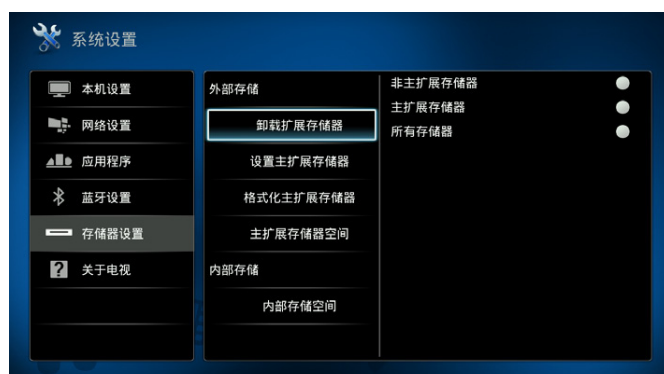 系统设置
本机设置
网络设置
应用程序
蓝牙设置
存储器设置
关于电视
外部存储
卸载扩展存储器
设置主扩展存储器
格式化主扩展存储器
主扩展存储器空间
内部存储
内部存储空间
非主扩展存储器
主扩展存储器
所有存储器